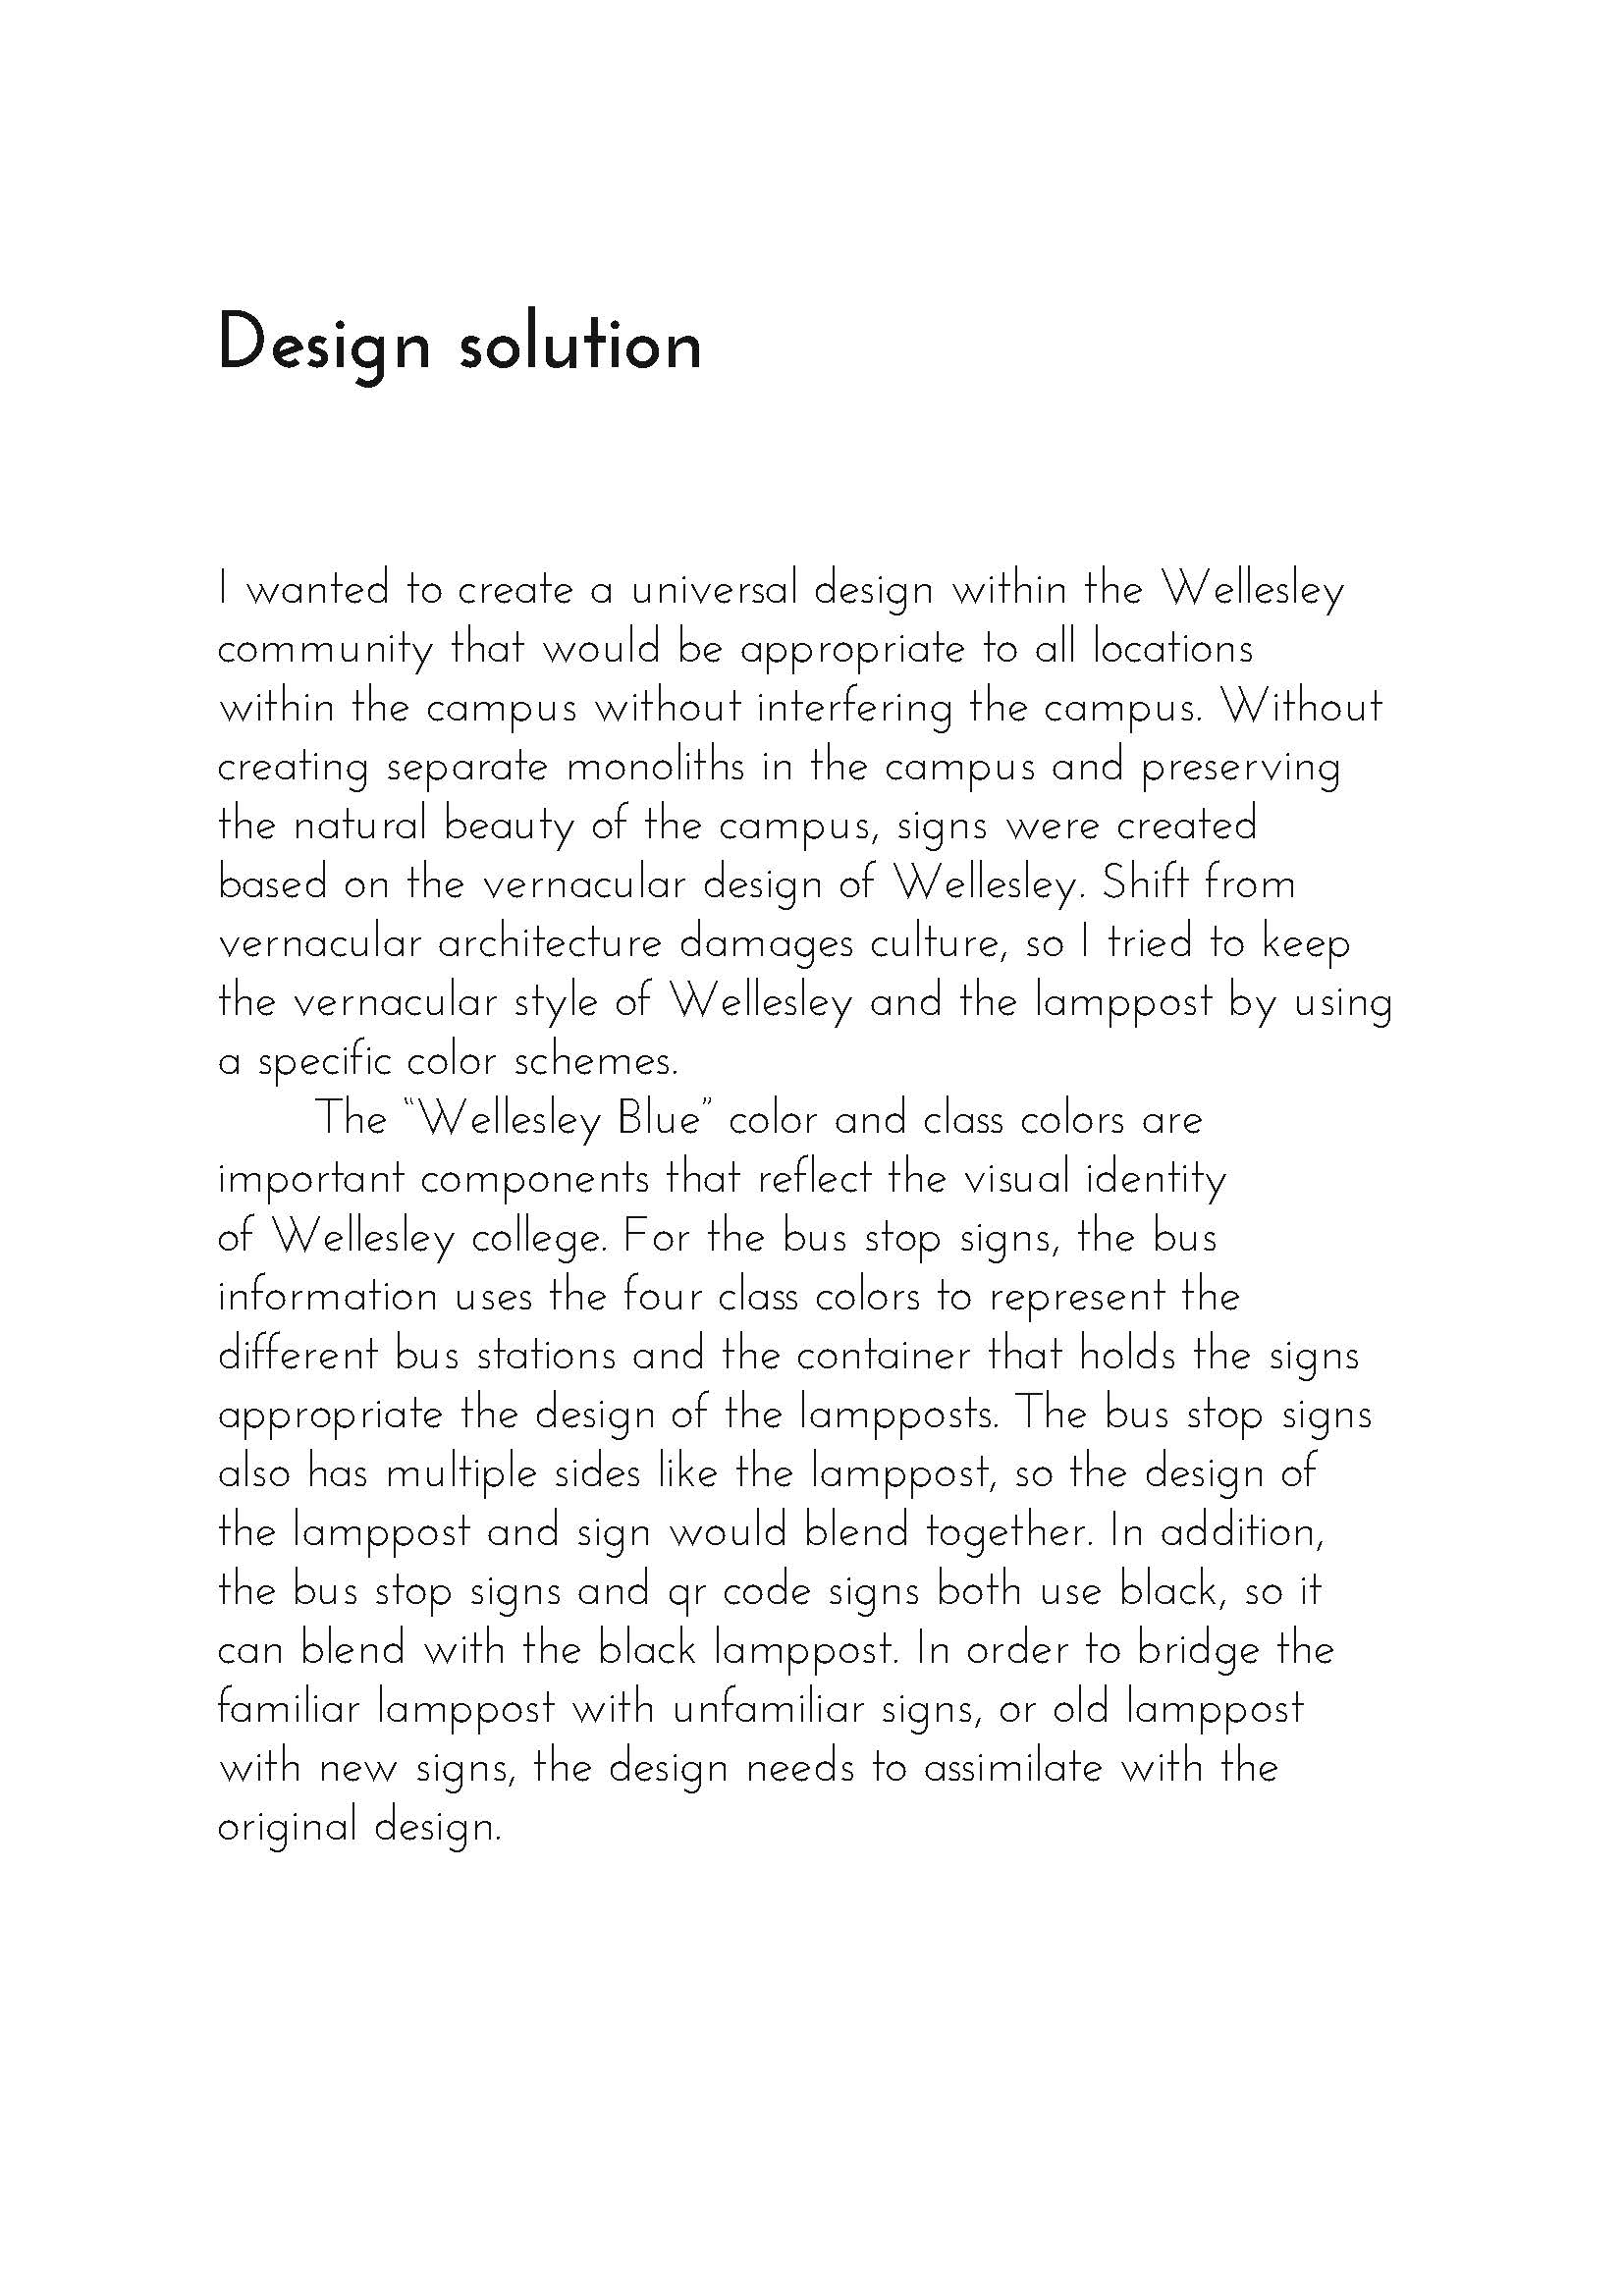 Design solution
I wanted to create a universal design within the Wellesley
community that would be appropriate to all locations
within the campus without interfering the campus. Without
creating separate monoliths in the campus and preserving
the natural beauty of the campus, signs were created
based on the vernacular design of Wellesley. Shift from
vernacular architecture damages culture, so I tried to keep
the vernacular style of Wellesley and the lamppost by using
a specific color schemes.
The “Wellesley Blue” color and class colors are
important components that reflect the visual identity
of Wellesley college. For the bus stop signs, the bus
information uses the four class colors to represent the
different bus stations and the container that holds the signs
appropriate the design of the lampposts. The bus stop signs
also has multiple sides like the lamppost, so the design of
the lamppost and sign would blend together. In addition,
the bus stop signs and qr code signs both use black, so it
can blend with the black lamppost. In order to bridge the
familiar lamppost with unfamiliar signs, or old lamppost
with new signs, the design needs to assimilate with the
original design.